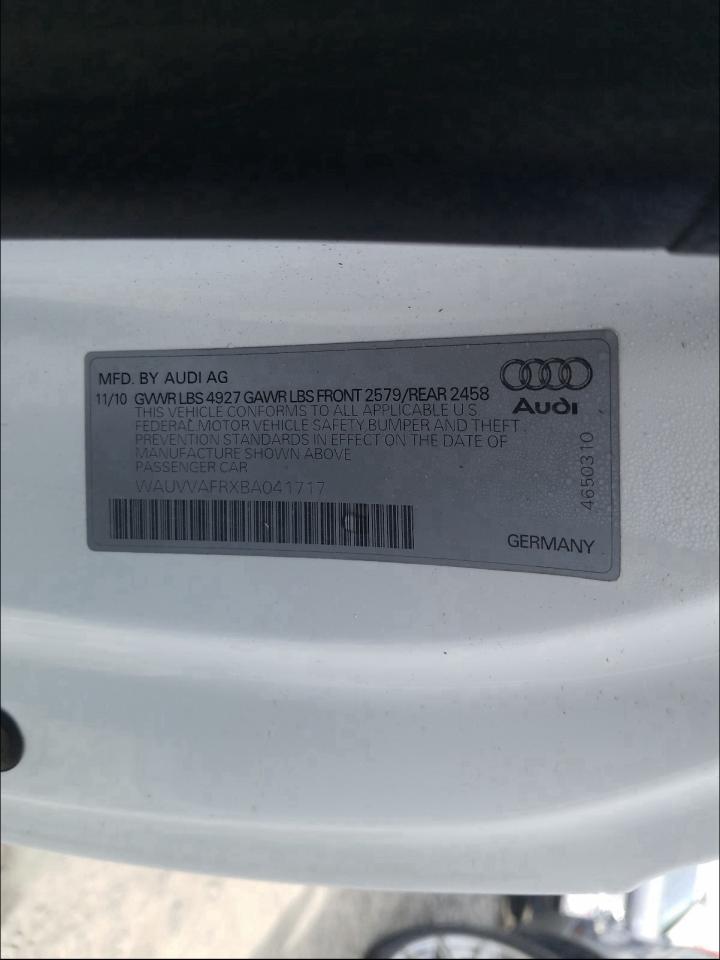 MFD. BY AUDI AG
11/10 GVWR LBS 4927 GAWR LBS FRONT 2579/REAR 2458
THIS VEHICLE CONFORMS TO ALL APPLICABLE U.S.
FEDERAL MOTOR VEHICLE SAFETY, BUMPER AND THEFT
PREVENTION STANDARDS IN EFFECT ON THE DATE OF
MANUFACTURE SHOWN ABOVE
PASSENGER CAR
WAUVVAFRXBA041717
Audi
4650310
GERMANY